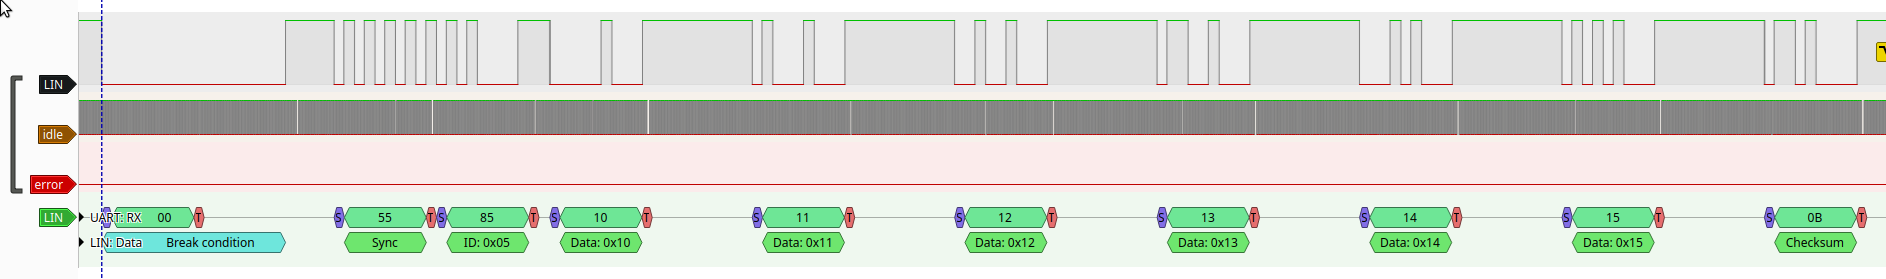 LIN
idle
error
LIN
UART: RX 00 T S 55 T S 85 T S 10 T S 11 T S 12 T S 13 T S 14 T S 15 T S 0B T
LIN: Data Break condition Sync ID: 0x05 Data: 0x10 Data: 0x11 Data: 0x12 Data: 0x13 Data: 0x14 Data: 0x15 Checksum